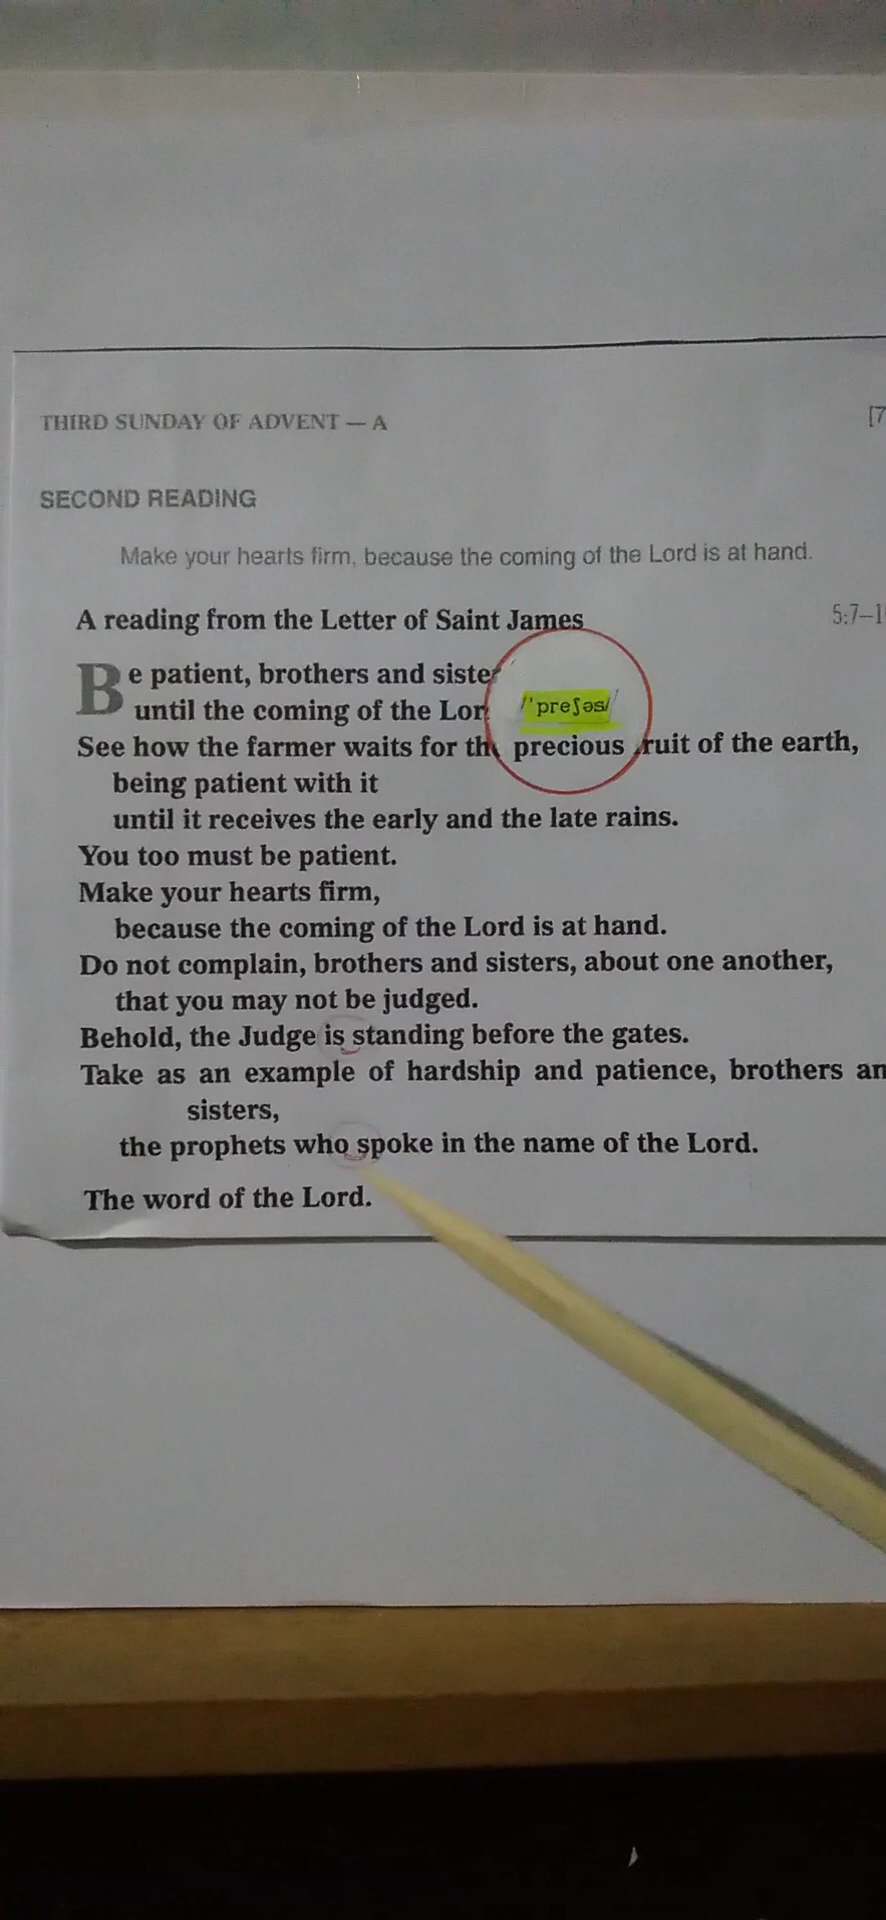 THIRD SUNDAY OF ADVENT — A [7
SECOND READING
Make your hearts firm, because the coming of the Lord is at hand.
A reading from the Letter of Saint James 5:7–1
Be patient, brothers and siste
until the coming of the Lor /ˈpreʃəs/
See how the farmer waits for th precious ruit of the earth,
being patient with it
until it receives the early and the late rains.
You too must be patient.
Make your hearts firm,
because the coming of the Lord is at hand.
Do not complain, brothers and sisters, about one another,
that you may not be judged.
Behold, the Judge is standing before the gates.
Take as an example of hardship and patience, brothers an
sisters,
the prophets who spoke in the name of the Lord.
The word of the Lord.